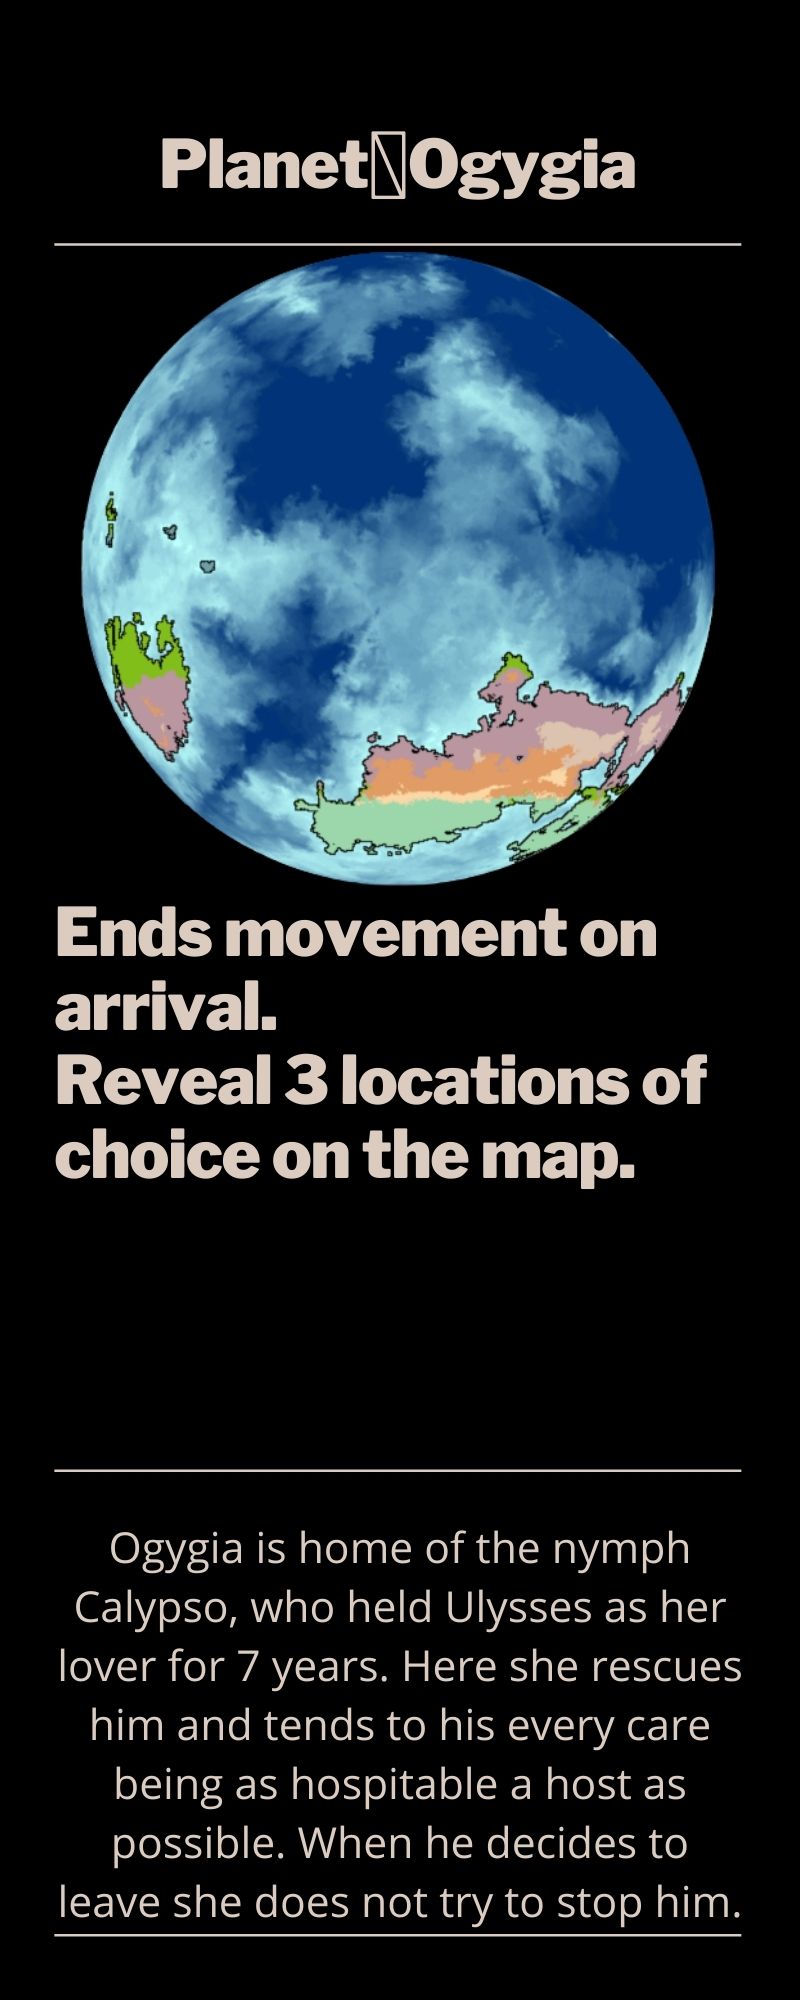 Planet Ogygia
Ends movement on
arrival.
Reveal 3 locations of
choice on the map.
Ogygia is home of the nymph
Calypso, who held Ulysses as her
lover for 7 years. Here she rescues
him and tends to his every care
being as hospitable a host as
possible. When he decides to
leave she does not try to stop him.